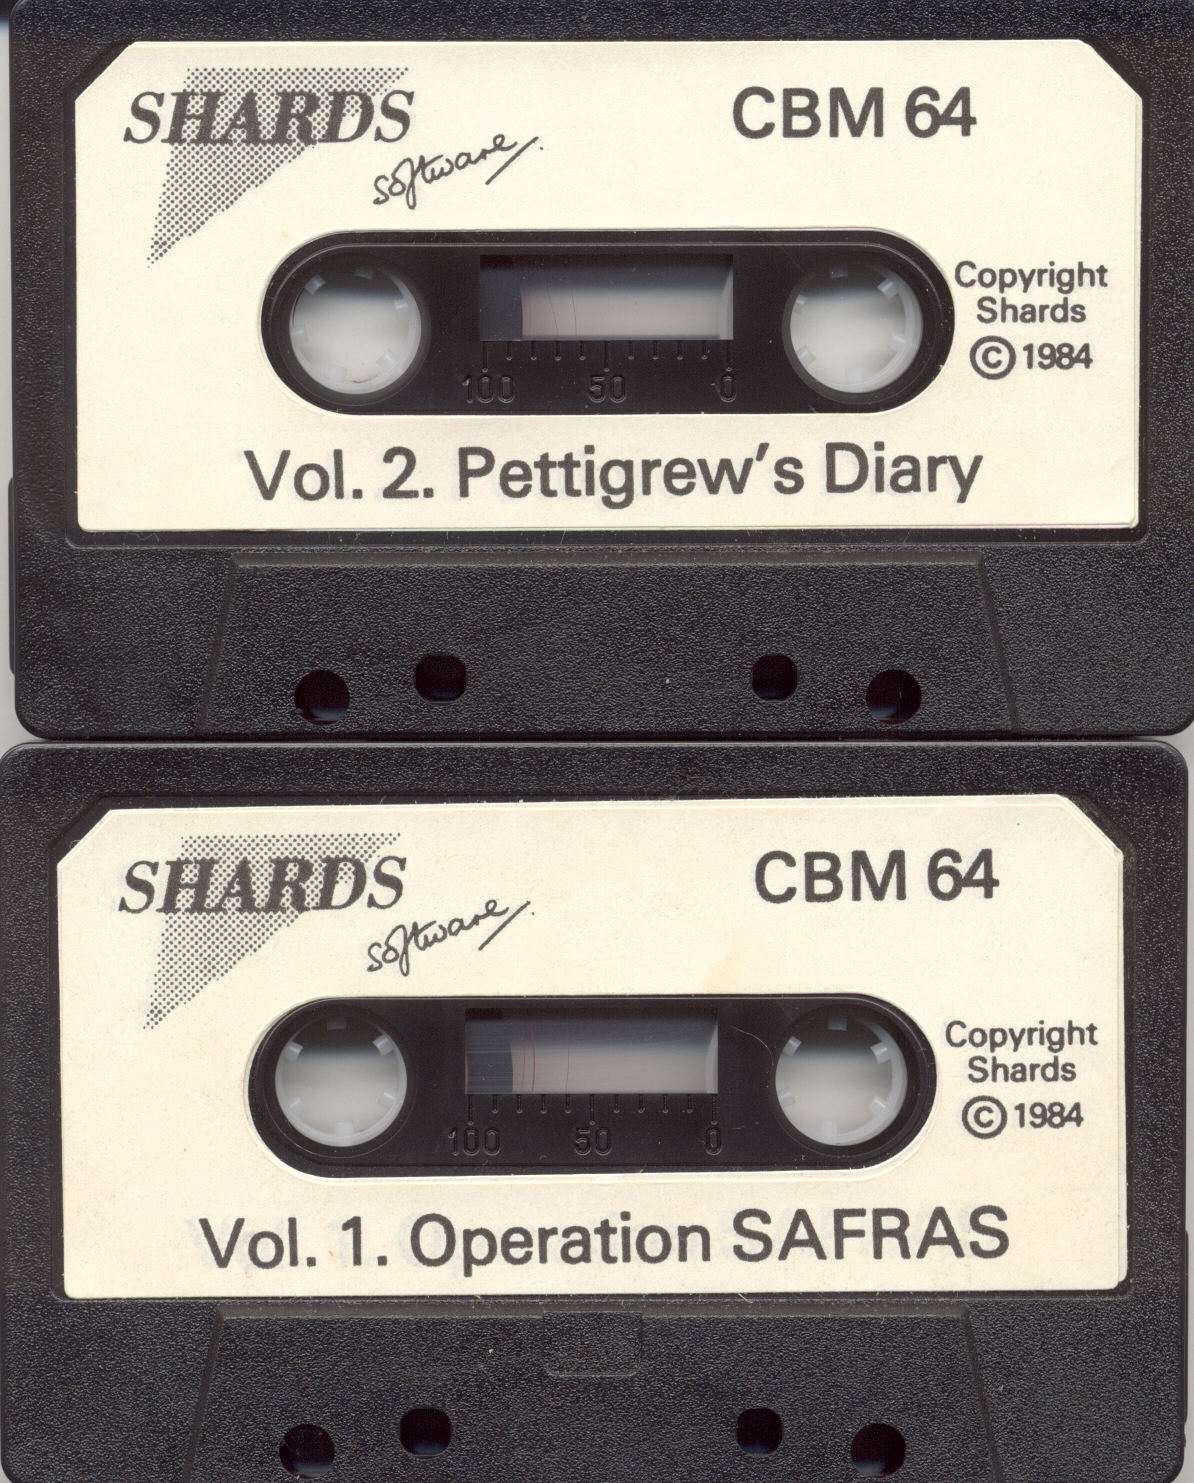 SHARDS
software
CBM 64
Copyright
Shards
© 1984
100 50 0
Vol. 2. Pettigrew's Diary
SHARDS
software
CBM 64
Copyright
Shards
© 1984
100 50 0
Vol. 1. Operation SAFRAS